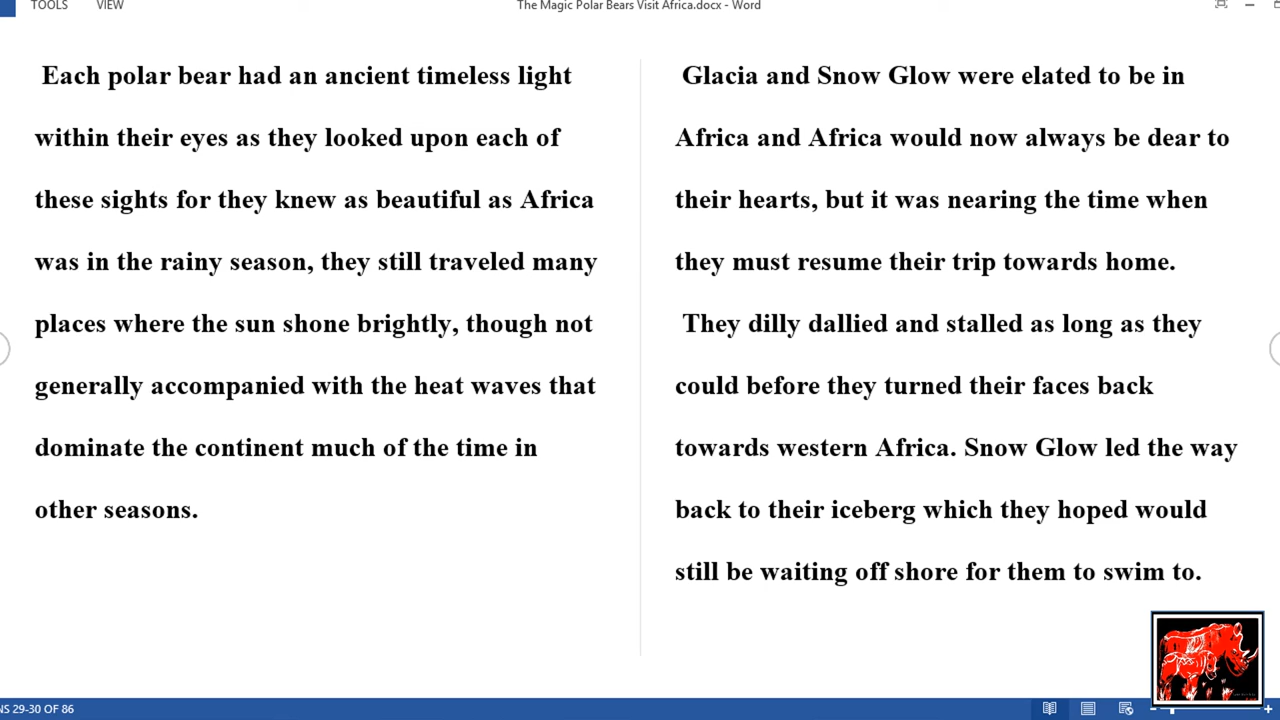 TOOLS VIEW
The Magic Polar Bears Visit Africa.docx - Word
Each polar bear had an ancient timeless light
within their eyes as they looked upon each of
these sights for they knew as beautiful as Africa
was in the rainy season, they still traveled many
places where the sun shone brightly, though not
generally accompanied with the heat waves that
dominate the continent much of the time in
other seasons.
Glacia and Snow Glow were elated to be in
Africa and Africa would now always be dear to
their hearts, but it was nearing the time when
they must resume their trip towards home.
They dilly dallied and stalled as long as they
could before they turned their faces back
towards western Africa. Snow Glow led the way
back to their iceberg which they hoped would
still be waiting off shore for them to swim to.
NS 29-30 OF 86